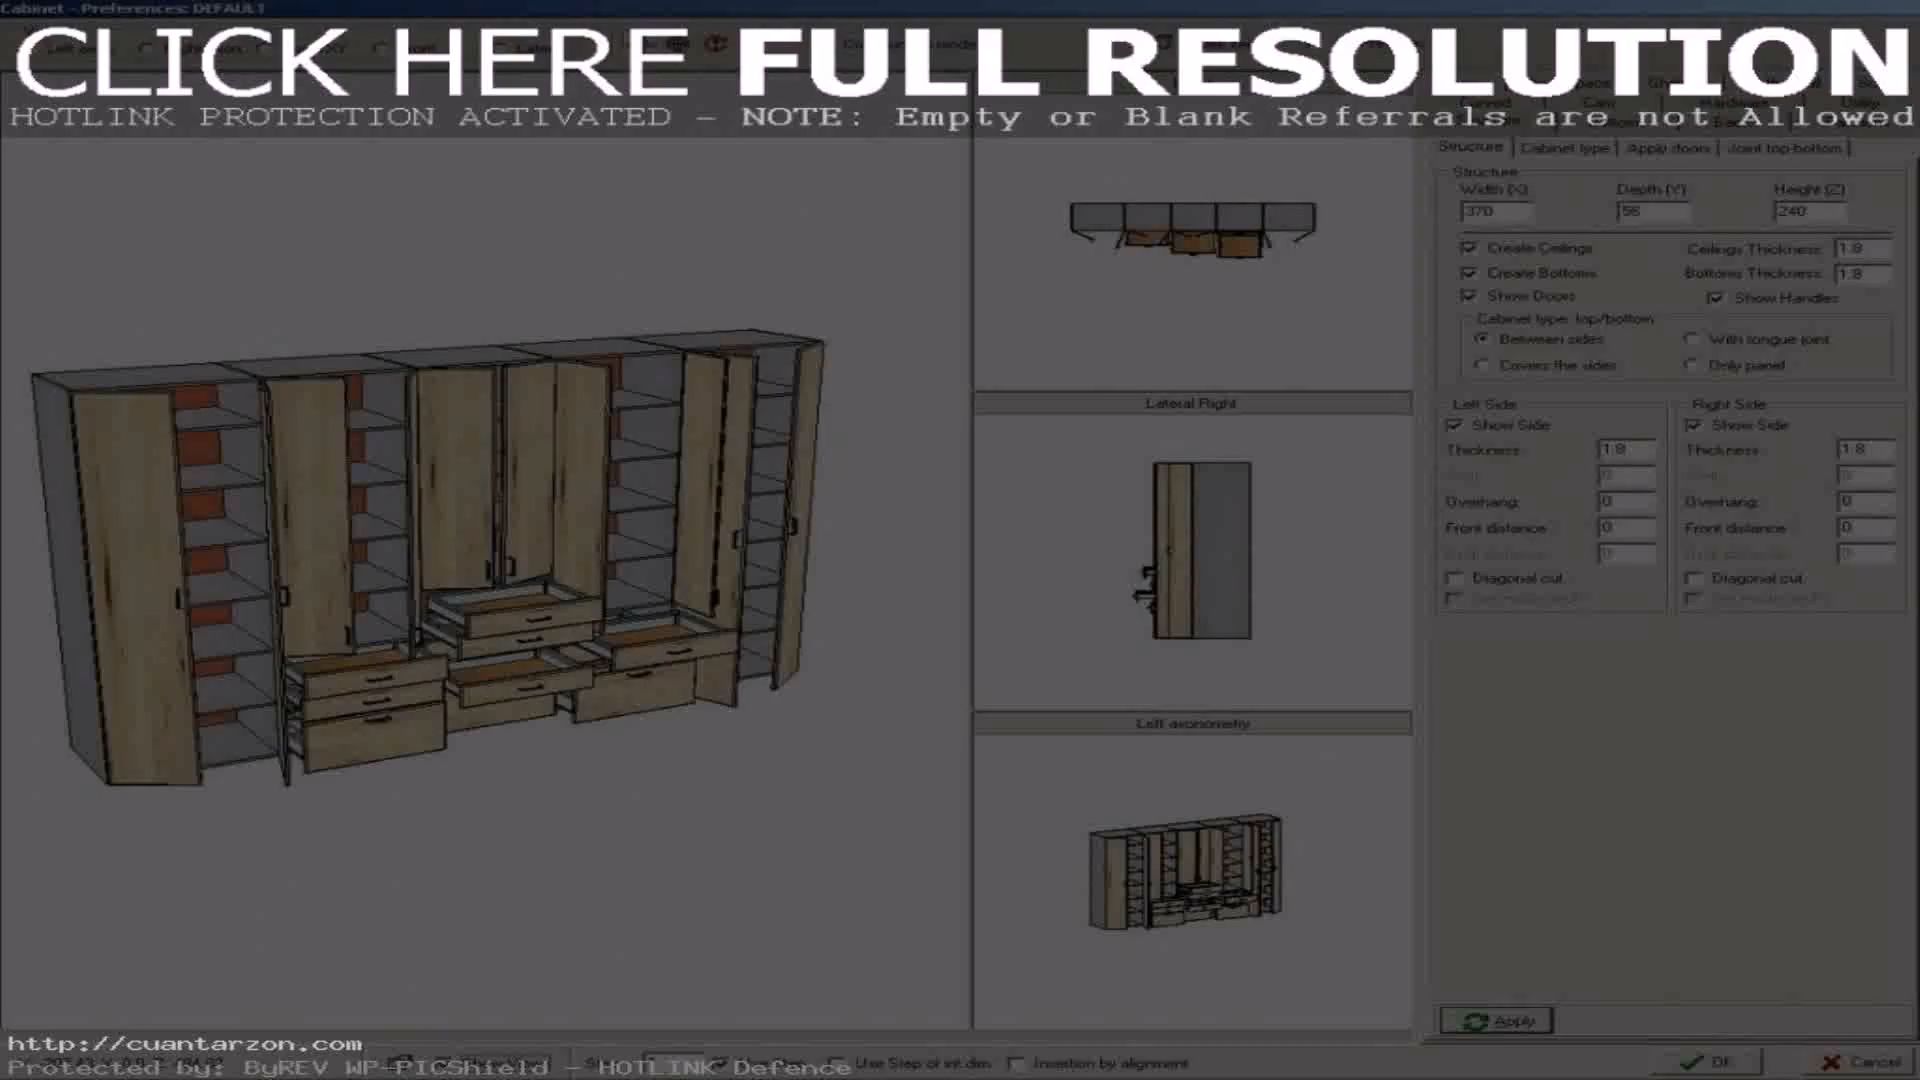 Cabinet - Preferences: DEFAULT
CLICK HERE FULL RESOLUTION
HOTLINK PROTECTION ACTIVATED - NOTE: Empty or Blank Referrals are not Allowed
Structure Cabinet type Apply doors Joint top-bottom
Structure
Width (X) Depth (Y) Height (Z)
370 56 240
Create Ceilings Ceilings Thickness: 1.8
Create Bottoms Bottoms Thickness: 1.8
Show Doors Show Handles
Cabinet type: top/bottom
Between sides With tongue joint
Covers the sides Only panel
Lateral Right
Left Side Right Side
Show Side Show Side
Thickness: 1.8 Thickness: 1.8
Overhang: 0 Overhang: 0
Front distance 0 Front distance 0
Diagonal cut Diagonal cut
Left axonometry
Apply
http://cuantarzon.com
Protected by: ByREV WP-PICShield - HOTLINK Defence
Use Step of int.dim. Insertion by alignment
OK Cancel